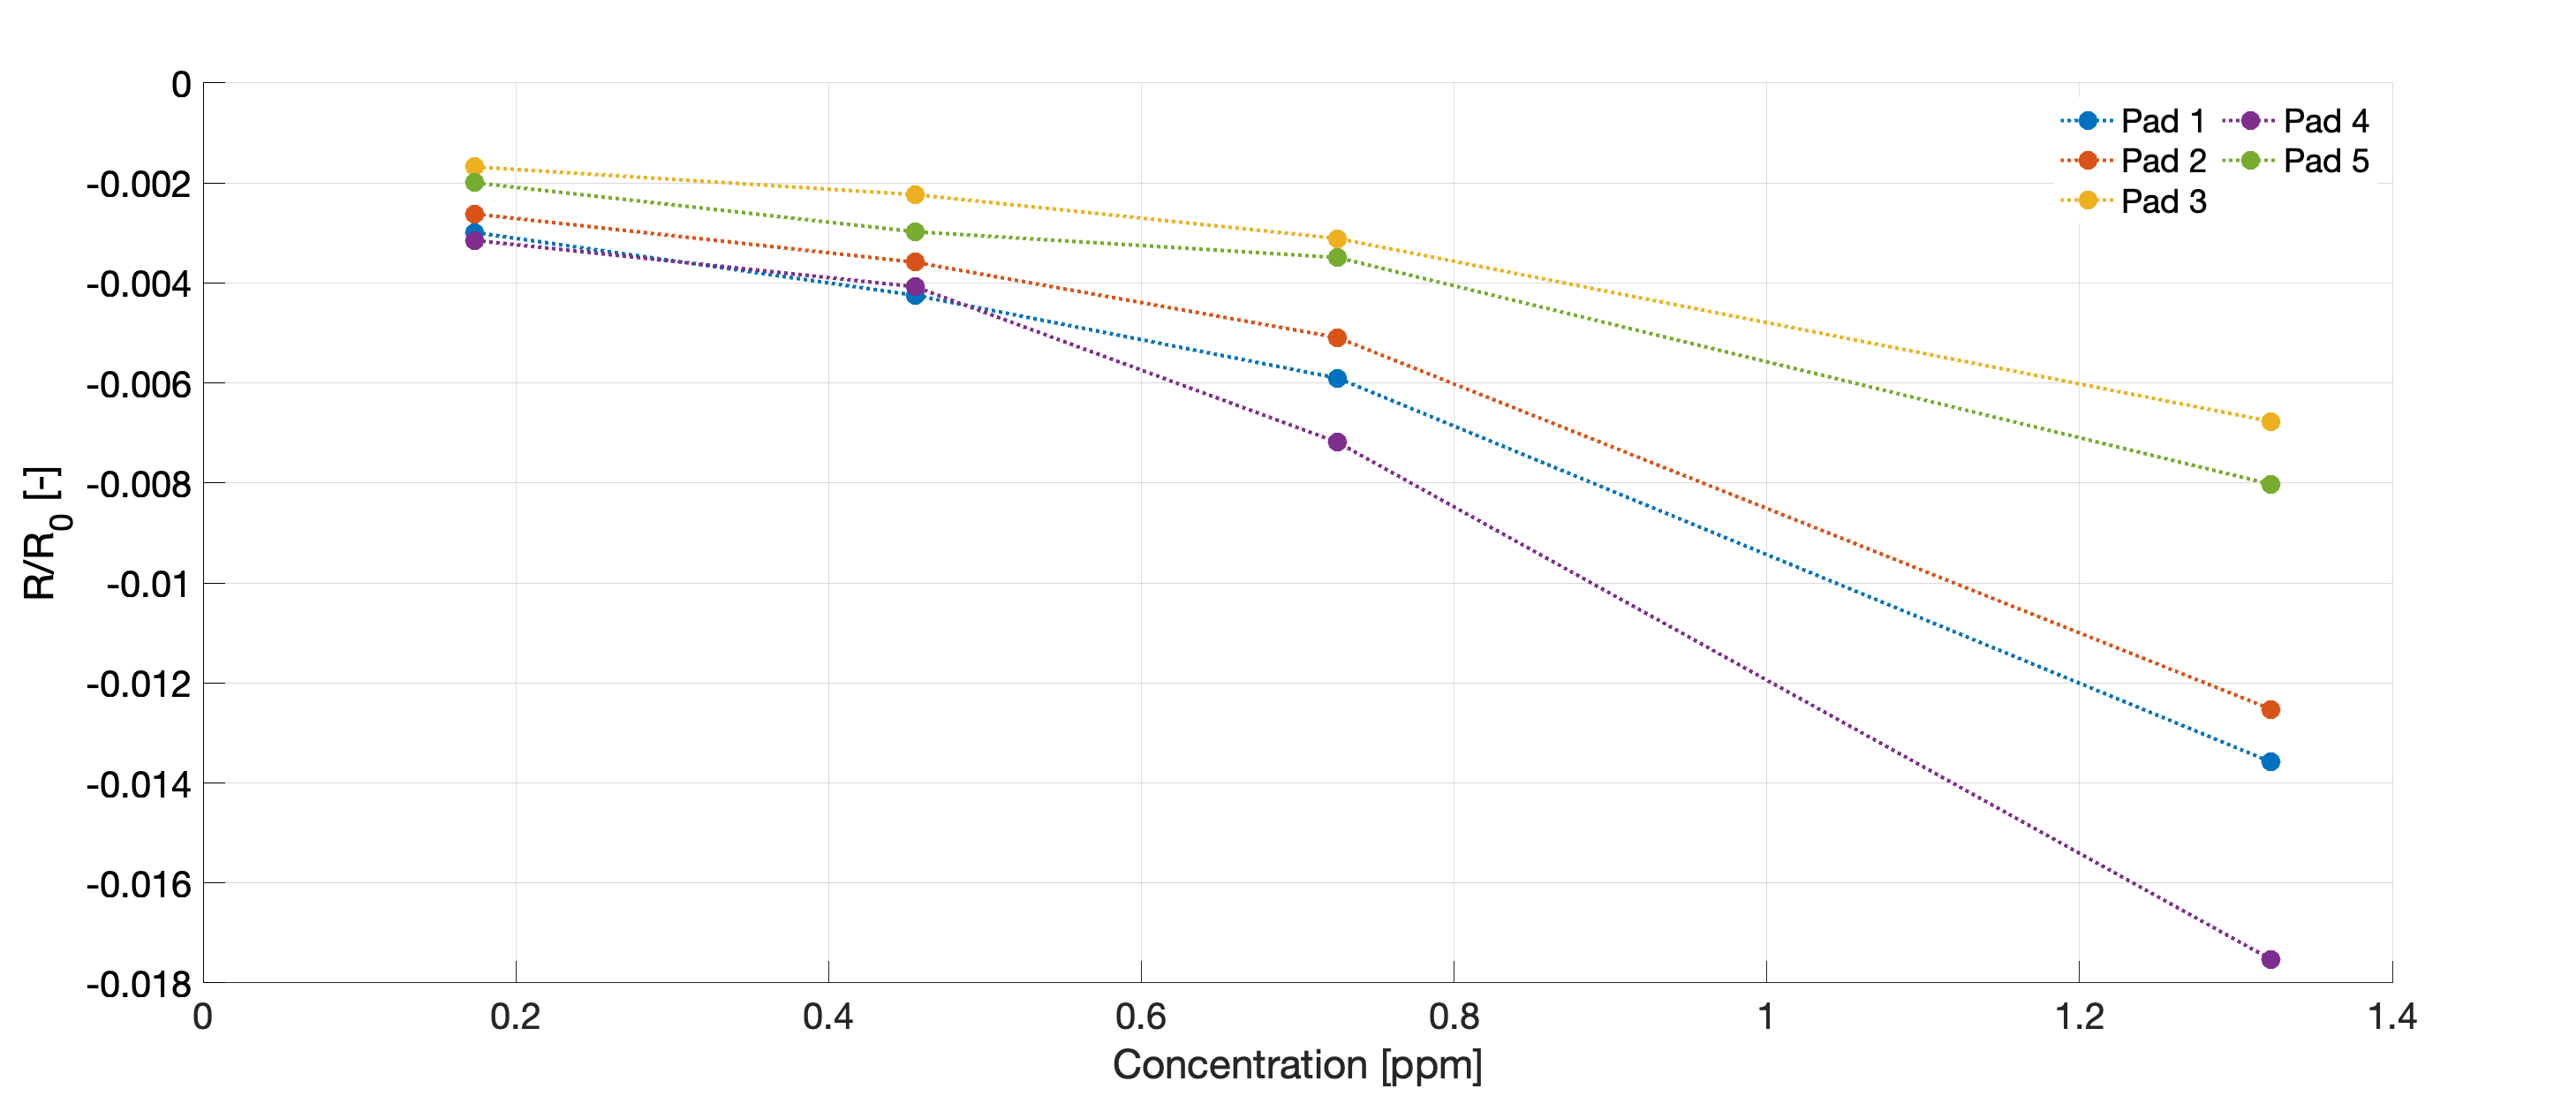 0
-0.002
-0.004
-0.006
-0.008
-0.01
-0.012
-0.014
-0.016
-0.018
R/R0 [-]
Pad 1
Pad 2
Pad 3
Pad 4
Pad 5
0 0.2 0.4 0.6 0.8 1 1.2 1.4
Concentration [ppm]